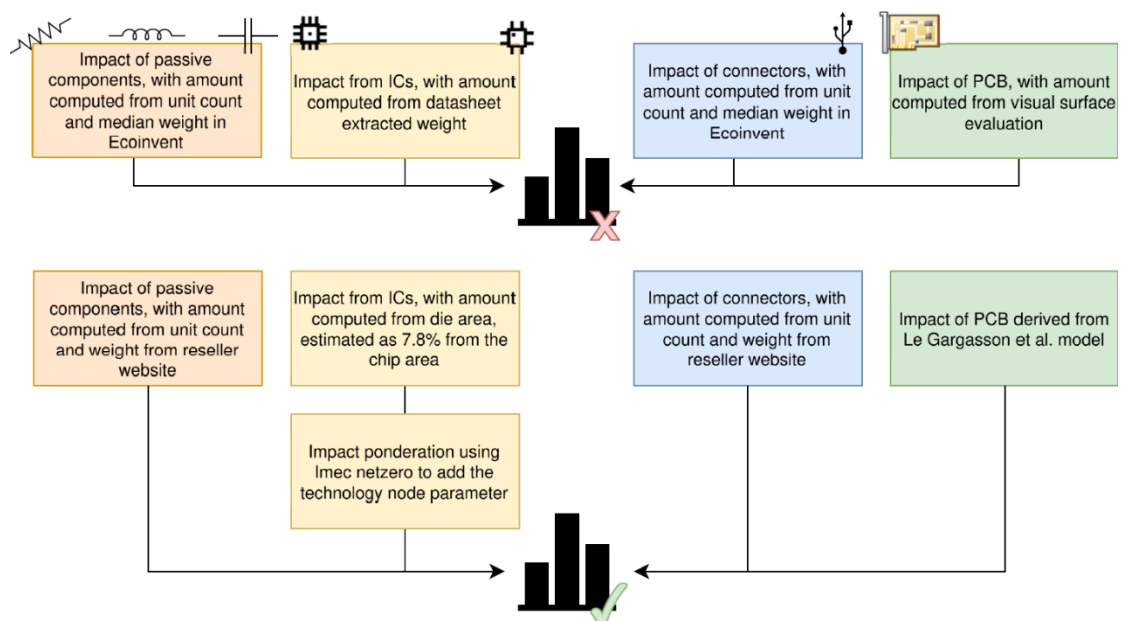 Impact of passive
components, with amount
computed from unit count
and median weight in
Ecoinvent
Impact from ICs, with amount
computed from datasheet
extracted weight
Impact of connectors, with
amount computed from unit
count and median weight in
Ecoinvent
Impact of PCB, with amount
computed from visual surface
evaluation
X
Impact of passive
components, with amount
computed from unit count
and weight from reseller
website
Impact from ICs, with amount
computed from die area,
estimated as 7.8% from the
chip area
Impact of connectors, with
amount computed from unit
count and weight from
reseller website
Impact of PCB derived from
Le Gargasson et al. model
Impact ponderation using
Imec netzero to add the
technology node parameter